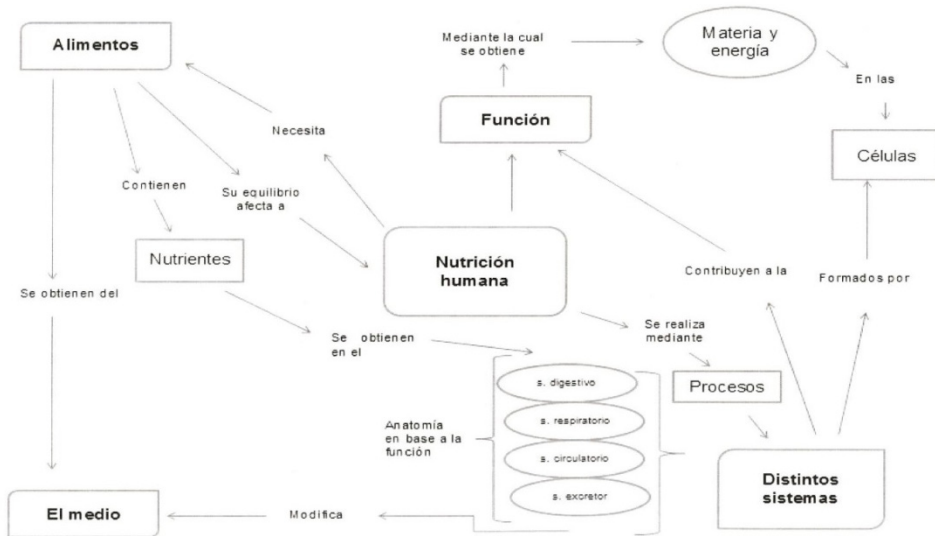 Alimentos
Mediante la cual
se obtiene
Materia y
energía
En las
Función
Necesita
Células
Contienen
Su equilibrio
afecta a
Nutrientes
Nutrición
humana
Contribuyen a la
Formados por
Se obtienen del
Se obtienen
en el
Se realiza
mediante
Procesos
s. digestivo
s. respiratorio
s. circulatorio
s. excretor
Anatomía
en base a la
función
Distintos
sistemas
El medio
Modifica